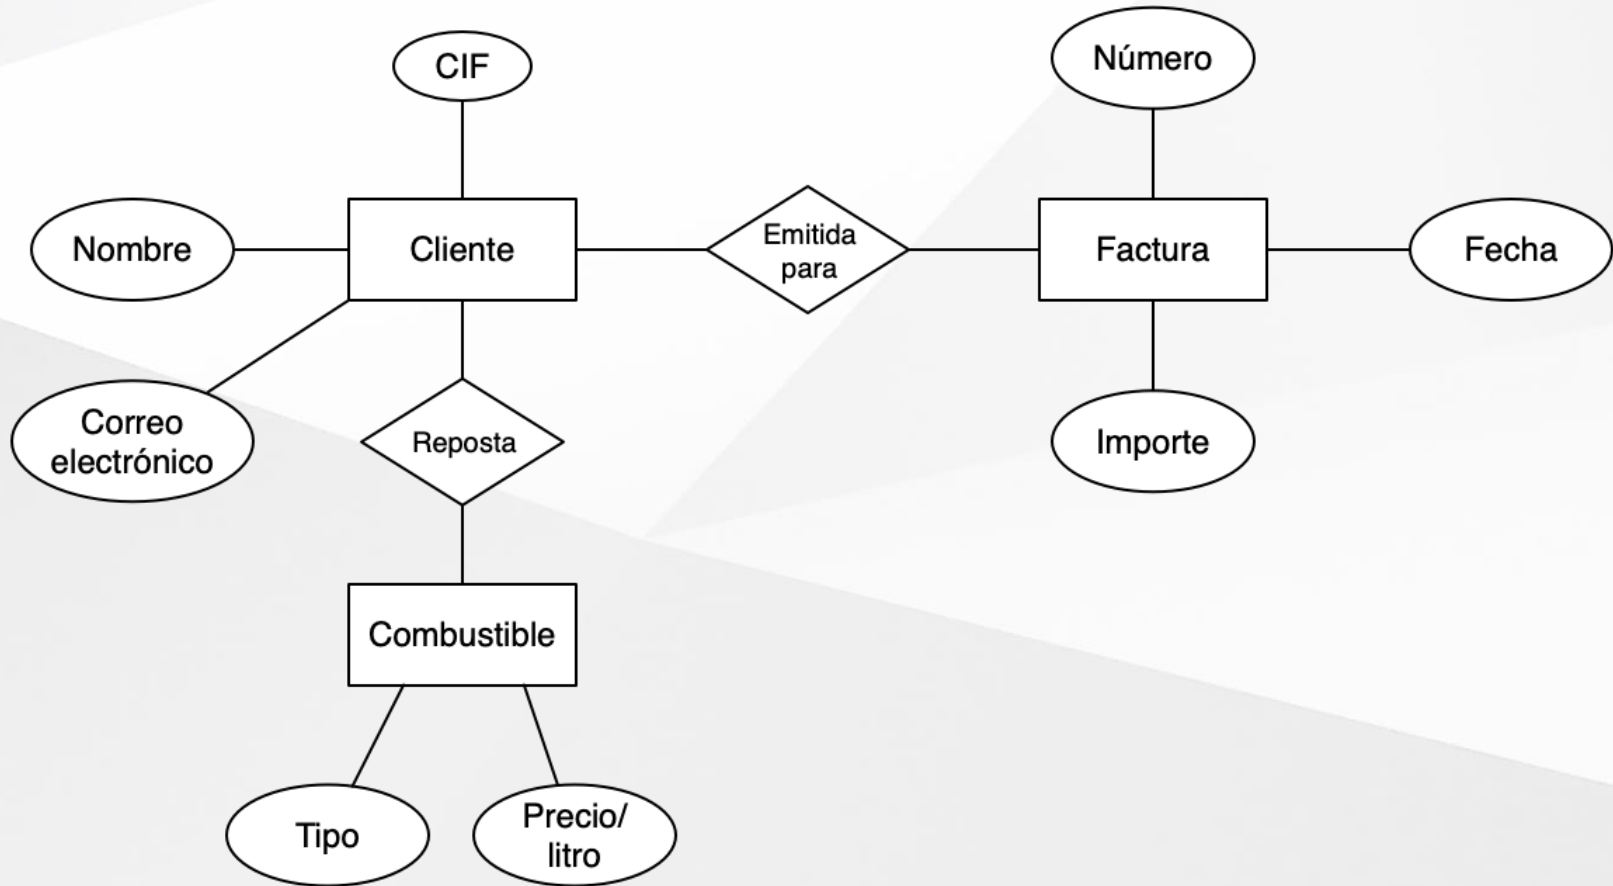 CIF
Número
Nombre
Cliente
Emitida
para
Factura
Fecha
Correo
electrónico
Reposta
Importe
Combustible
Tipo
Precio/
litro